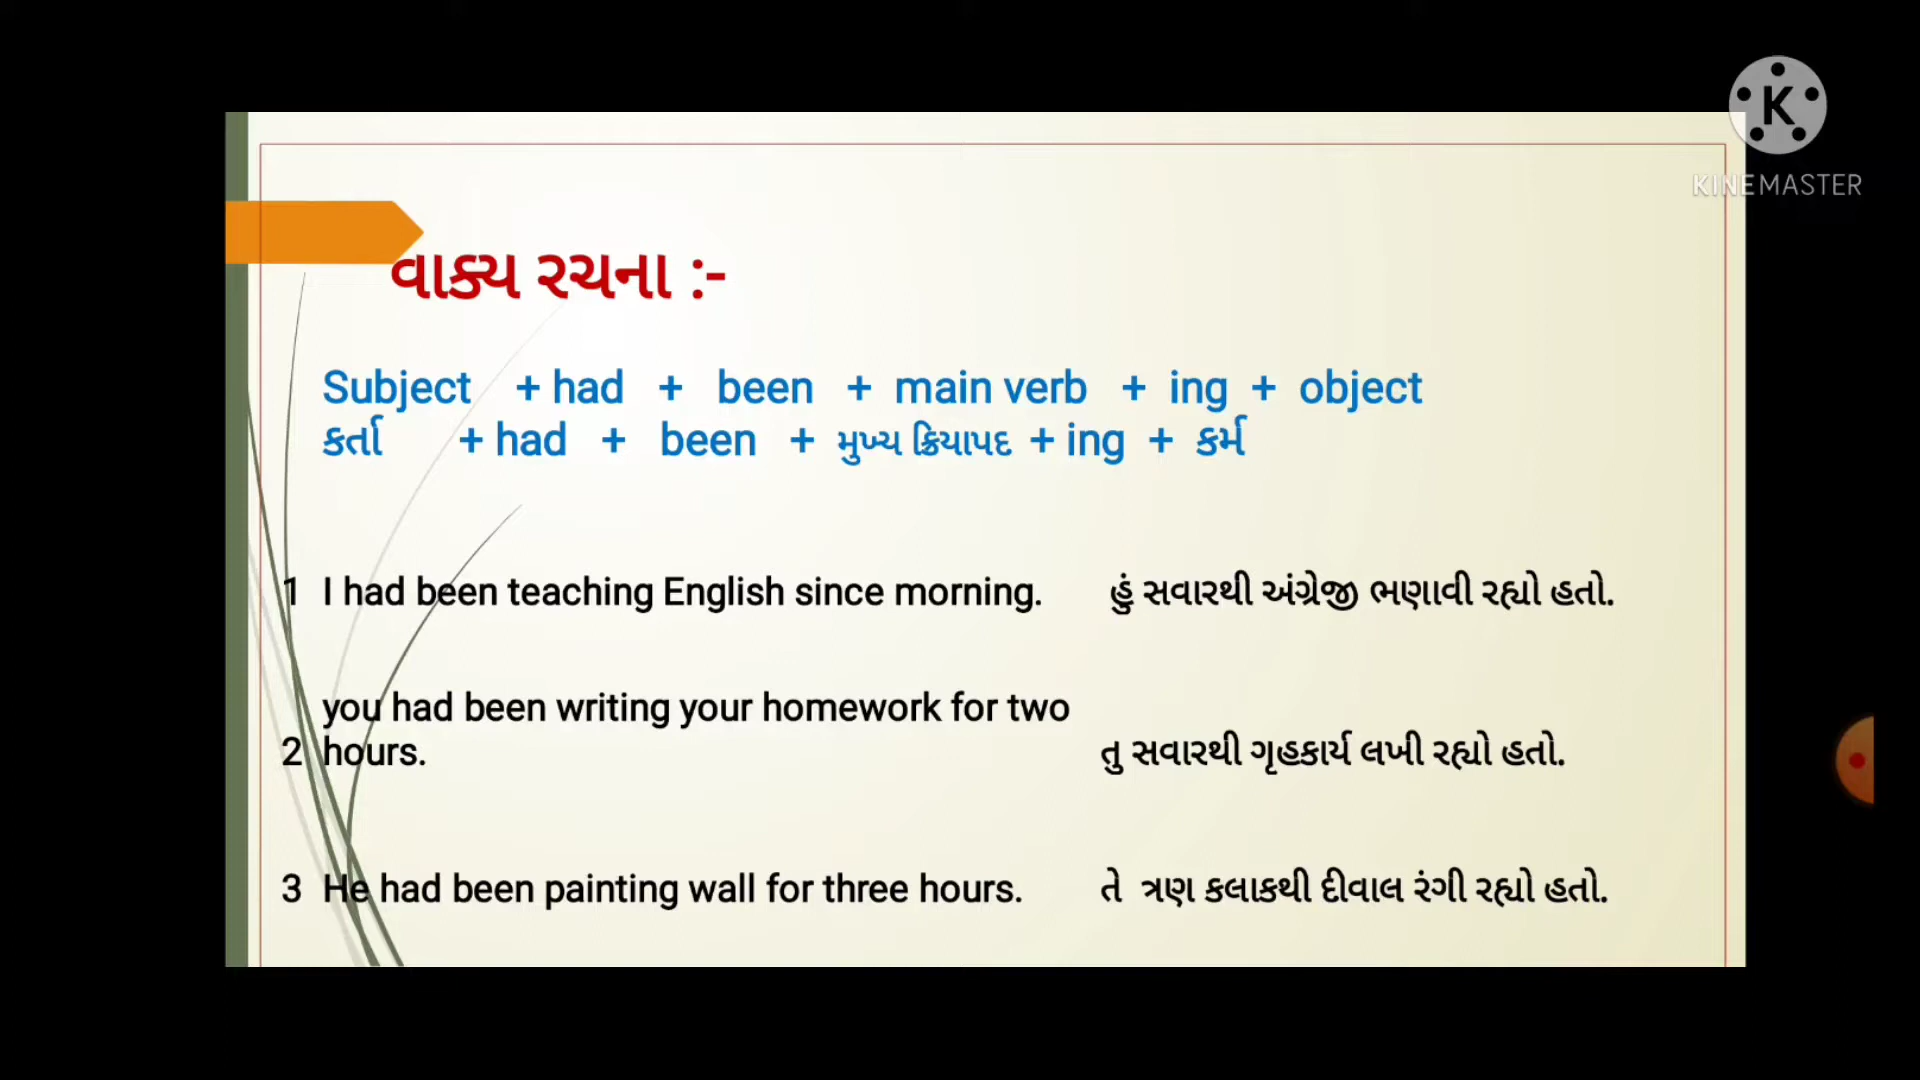 K
KINEMASTER
વાક્ય રચના :-
Subject + had + been + main verb + ing + object
કર્તા + had + been + મુખ્ય ક્રિયાપદ + ing + કર્મ
1 I had been teaching English since morning. હું સવારથી અંગ્રેજી ભણાવી રહ્યો હતો.
you had been writing your homework for two
2 hours. તુ સવારથી ગૃહકાર્ય લખી રહ્યો હતો.
3 He had been painting wall for three hours. તે ત્રણ કલાકથી દીવાલ રંગી રહ્યો હતો.